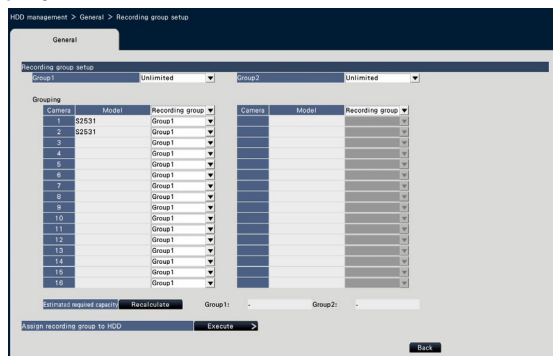 HDD management > General > Recording group setup
General
Recording group setup
Group1 Unlimited Group2 Unlimited
Grouping
Camera Model Recording group Camera Model Recording group
1 S2531 Group1
2 S2531 Group1
3 Group1
4 Group1
5 Group1
6 Group1
7 Group1
8 Group1
9 Group1
10 Group1
11 Group1
12 Group1
13 Group1
14 Group1
15 Group1
16 Group1
Estimated required capacity Recalculate Group1: - Group2: -
Assign recording group to HDD Execute >
Back